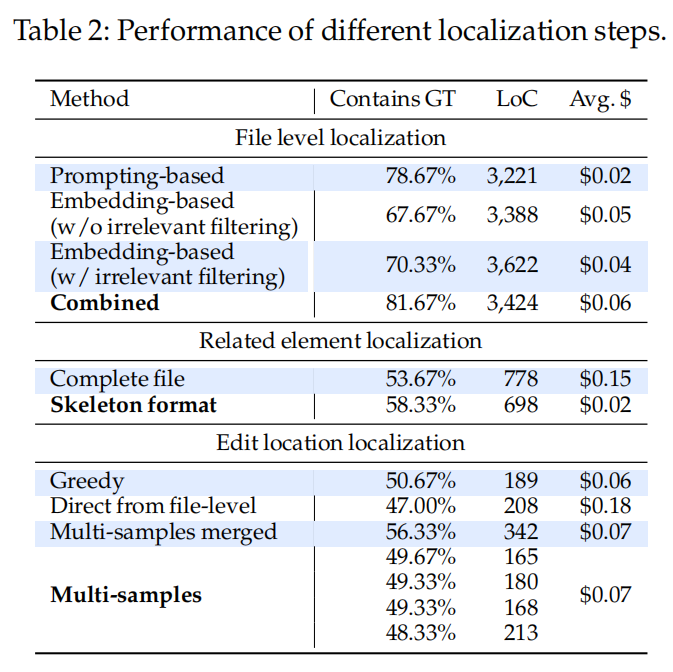 Table 2: Performance of different localization steps.
Method Contains GT LoC Avg. $
File level localization
Prompting-based 78.67% 3,221 $0.02
Embedding-based
(w/o irrelevant filtering) 67.67% 3,388 $0.05
Embedding-based
(w/ irrelevant filtering) 70.33% 3,622 $0.04
Combined 81.67% 3,424 $0.06
Related element localization
Complete file 53.67% 778 $0.15
Skeleton format 58.33% 698 $0.02
Edit location localization
Greedy 50.67% 189 $0.06
Direct from file-level 47.00% 208 $0.18
Multi-samples merged 56.33% 342 $0.07
Multi-samples
49.67% 165
49.33% 180
49.33% 168
48.33% 213
$0.07